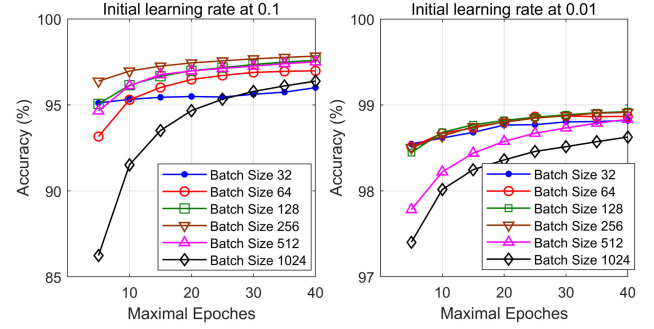 Initial learning rate at 0.1
100
95
90
85
Accuracy (%)
Batch Size 32
Batch Size 64
Batch Size 128
Batch Size 256
Batch Size 512
Batch Size 1024
10 20 30 40
Maximal Epoches
Initial learning rate at 0.01
100
99
98
97
Accuracy (%)
Batch Size 32
Batch Size 64
Batch Size 128
Batch Size 256
Batch Size 512
Batch Size 1024
10 20 30 40
Maximal Epoches